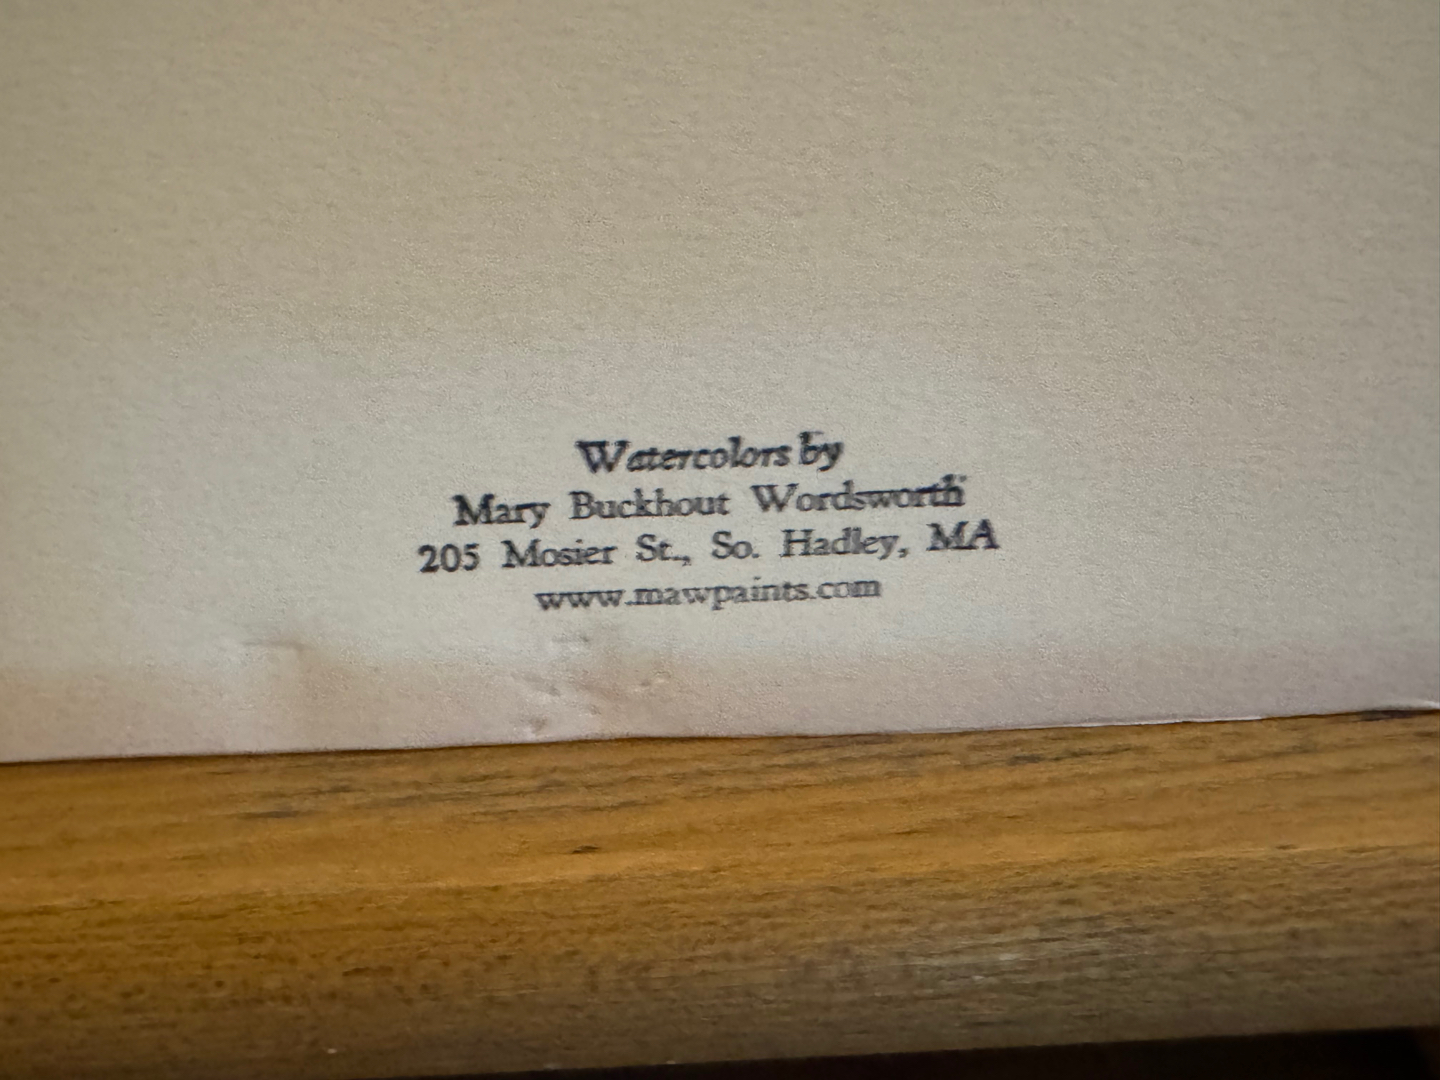 Watercolors by
Mary Buckhout Wordsworth
205 Mosier St., So. Hadley, MA
www.mawpaints.com